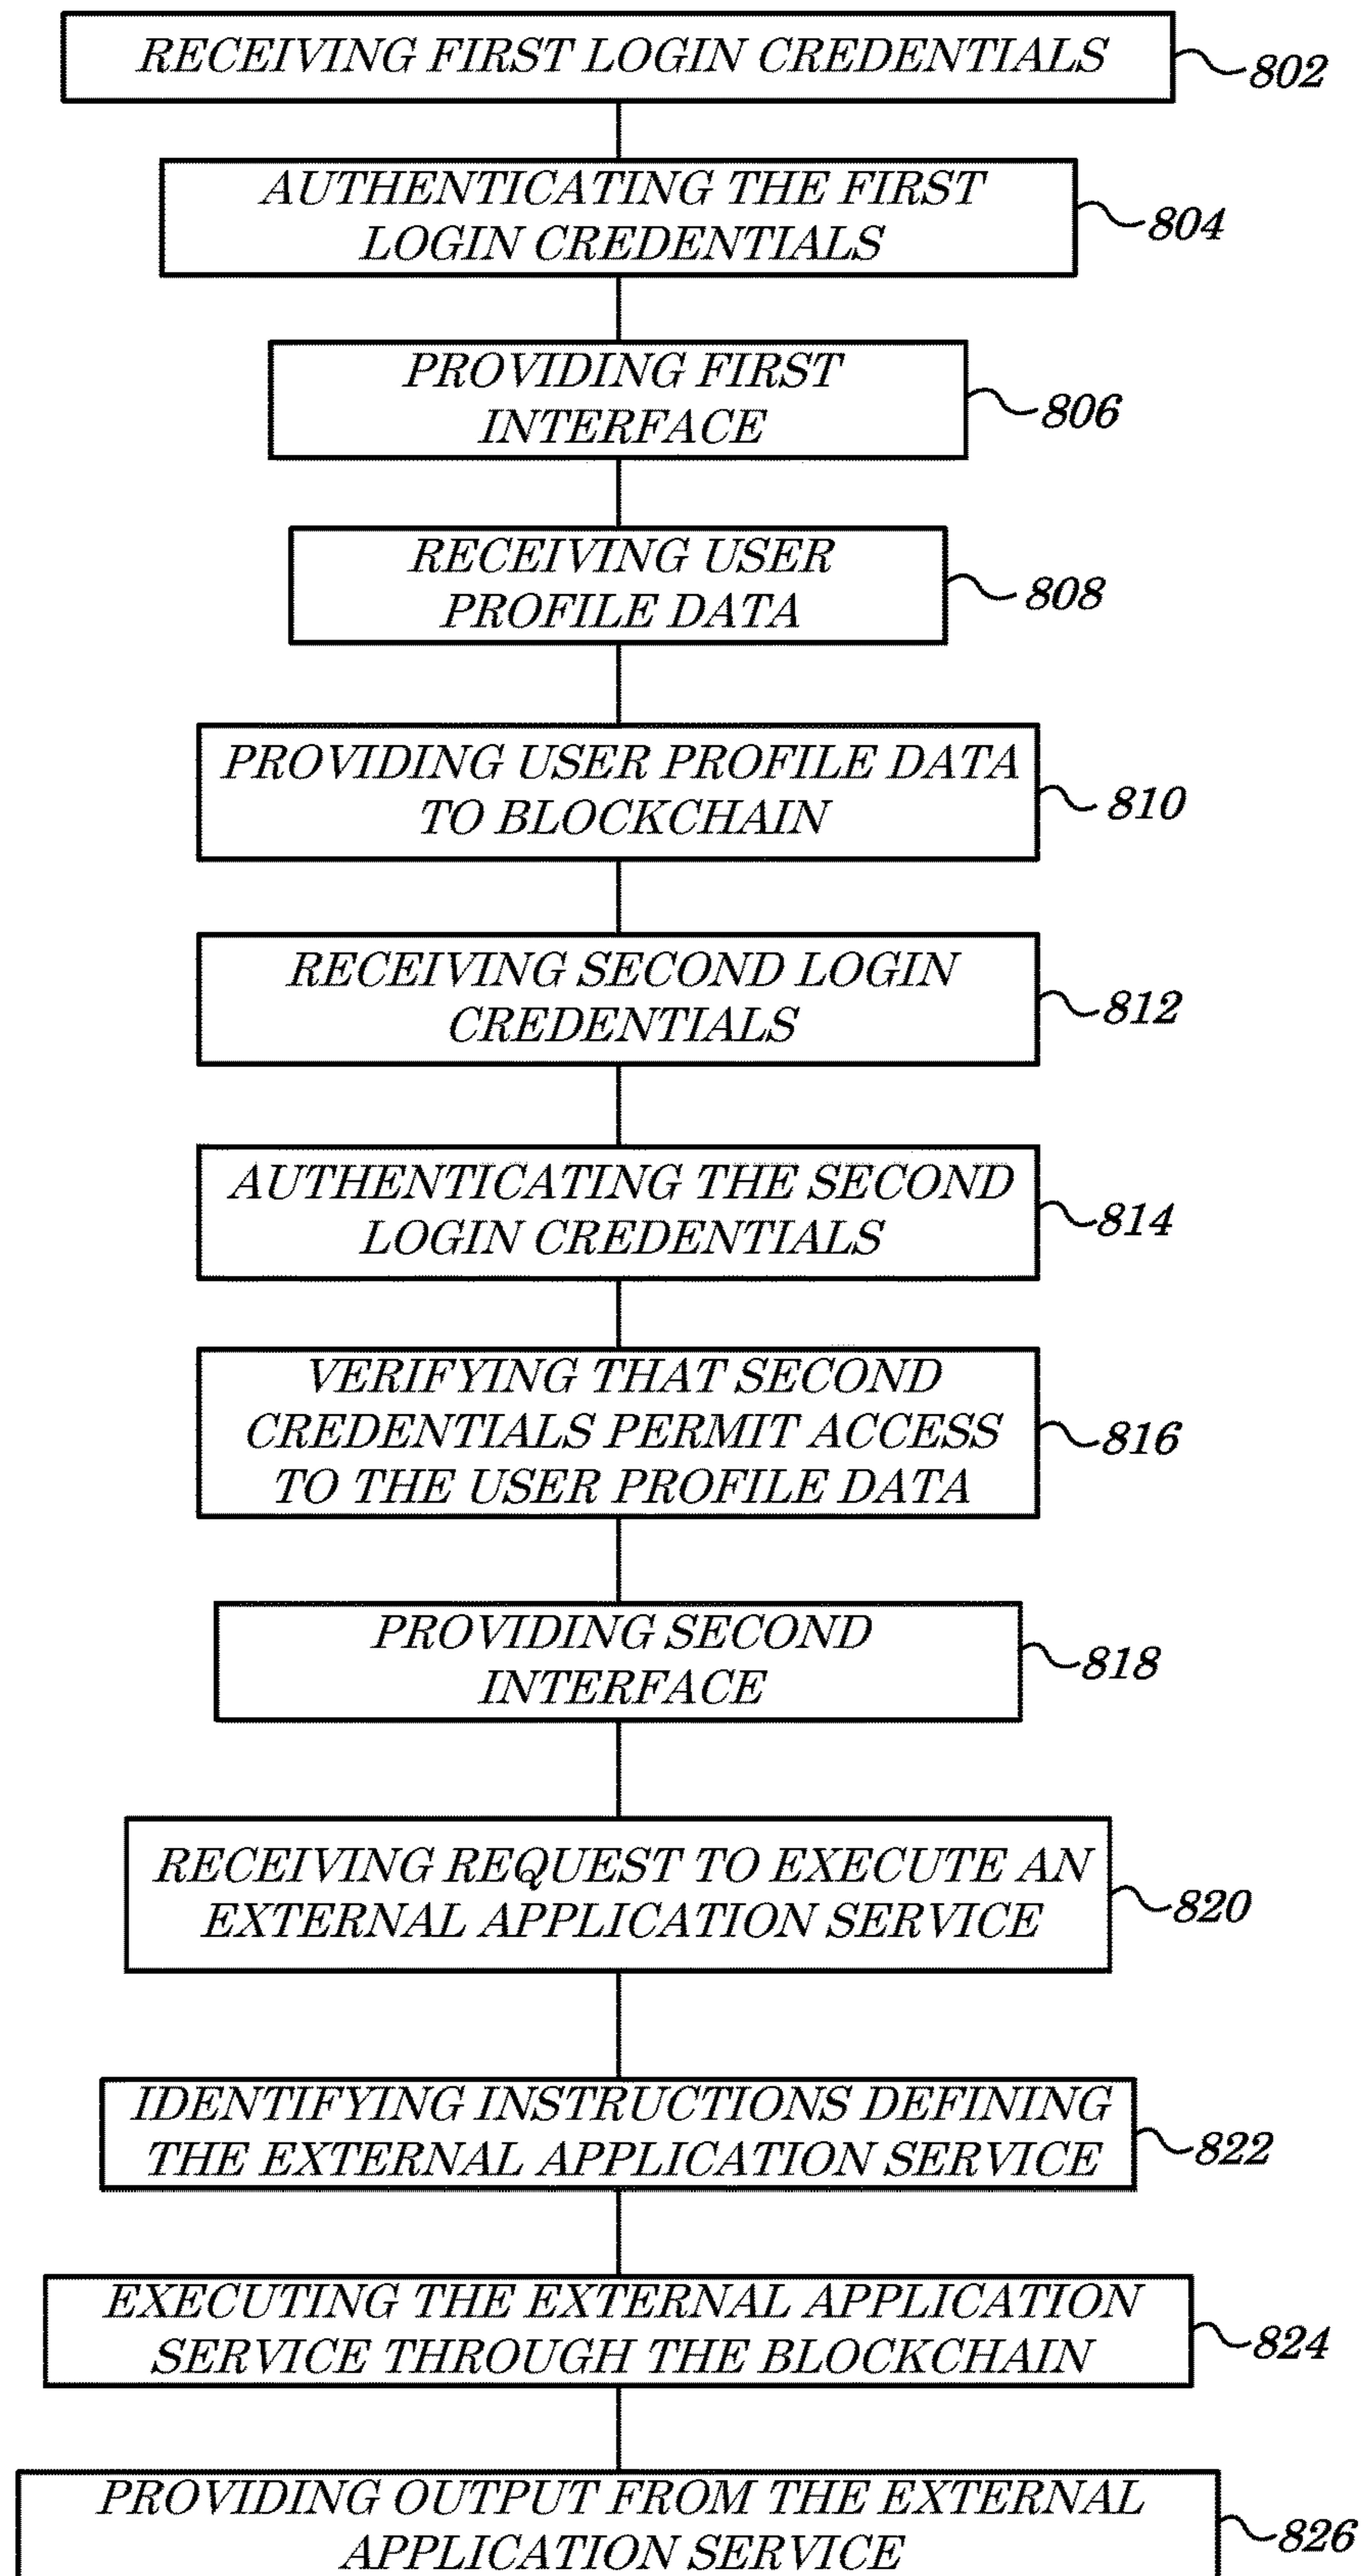 RECEIVING FIRST LOGIN CREDENTIALS
802
AUTHENTICATING THE FIRST
LOGIN CREDENTIALS
804
PROVIDING FIRST
INTERFACE
806
RECEIVING USER
PROFILE DATA
808
PROVIDING USER PROFILE DATA
TO BLOCKCHAIN
810
RECEIVING SECOND LOGIN
CREDENTIALS
812
AUTHENTICATING THE SECOND
LOGIN CREDENTIALS
814
VERIFYING THAT SECOND
CREDENTIALS PERMIT ACCESS
TO THE USER PROFILE DATA
816
PROVIDING SECOND
INTERFACE
818
RECEIVING REQUEST TO EXECUTE AN
EXTERNAL APPLICATION SERVICE
820
IDENTIFYING INSTRUCTIONS DEFINING
THE EXTERNAL APPLICATION SERVICE
822
EXECUTING THE EXTERNAL APPLICATION
SERVICE THROUGH THE BLOCKCHAIN
824
PROVIDING OUTPUT FROM THE EXTERNAL
APPLICATION SERVICE
826